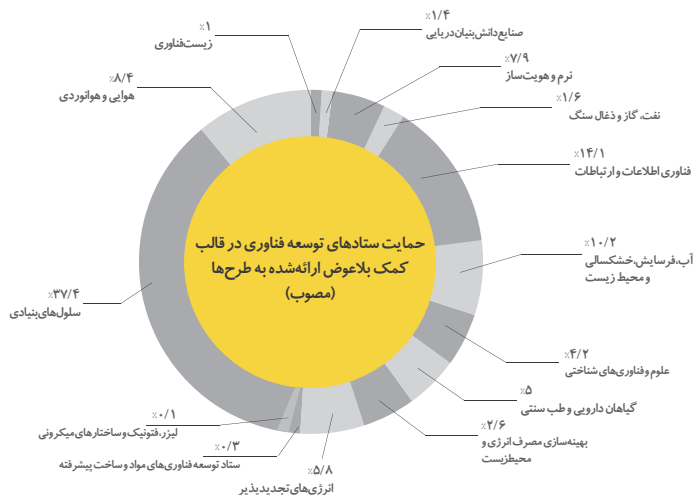 ٪۱/۴
صنایع دانش‌بنیان دریایی
٪۷/۹
نرم و هویت‌ساز
٪۱/۶
نفت، گاز و ذغال سنگ
٪۱۴/۱
فناوری اطلاعات و ارتباطات
٪۱۰/۲
آب، فرسایش، خشکسالی
و محیط زیست
٪۴/۲
علوم و فناوری‌های شناختی
٪۵
گیاهان دارویی و طب سنتی
٪۲/۶
بهینه‌سازی مصرف انرژی و
محیط‌زیست
٪۵/۸
انرژی‌های تجدیدپذیر
٪۰/۳
ستاد توسعه فناوری‌های مواد و ساخت پیشرفته
٪۰/۱
لیزر، فتونیک و ساختارهای میکرونی
٪۳۷/۴
سلول‌های بنیادی
٪۸/۴
هوایی و هوانوردی
٪۱
زیست‌فناوری
حمایت ستادهای توسعه فناوری در قالب
کمک بلاعوض ارائه‌شده به طرح‌ها
(مصوب)